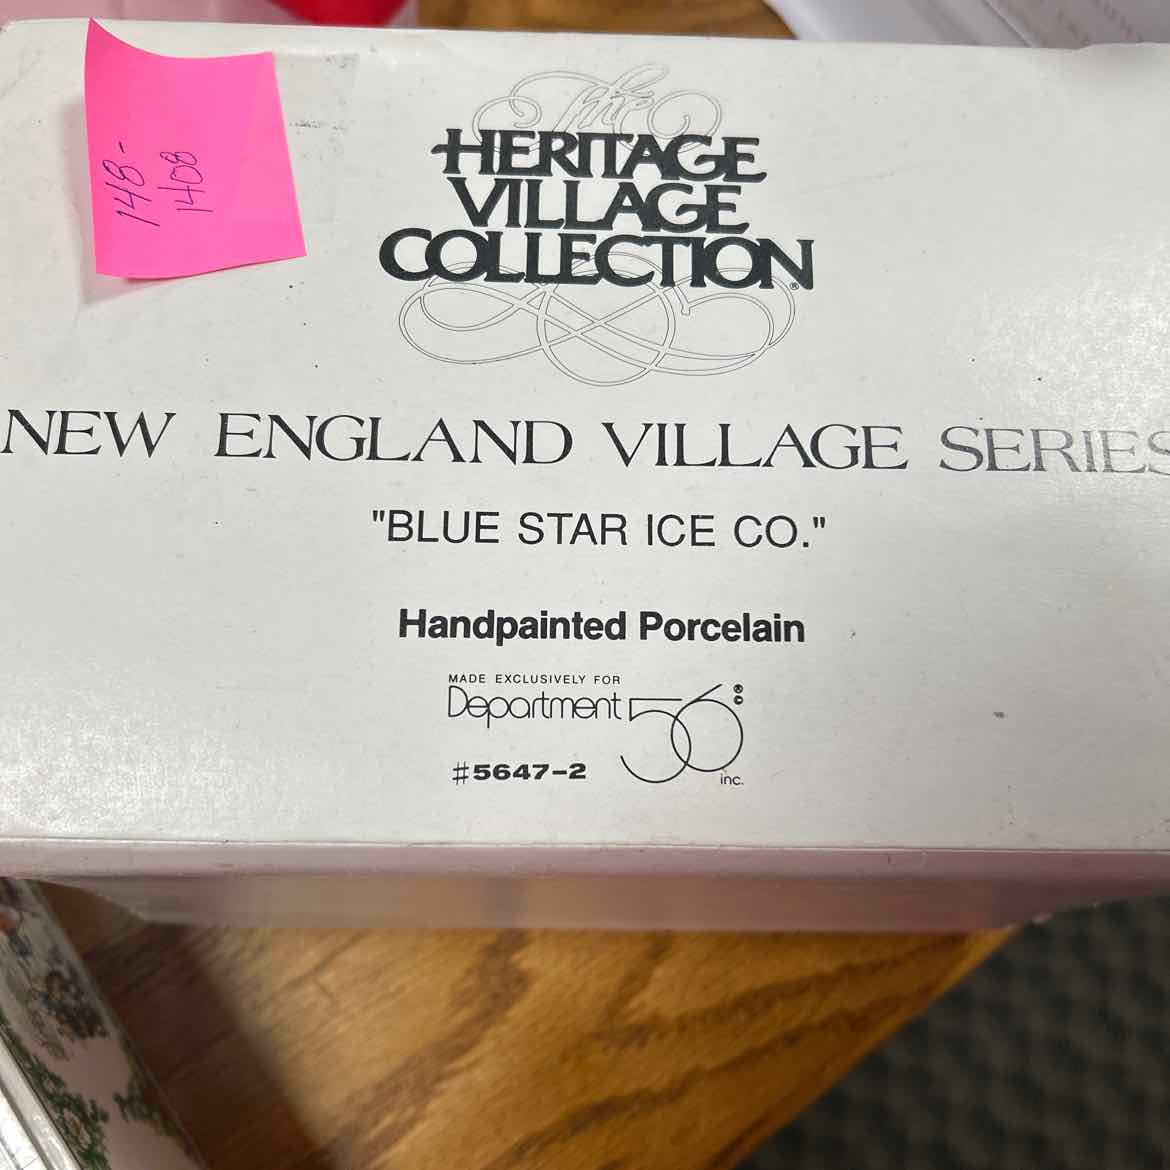 148-
1408
The
HERITAGE
VILLAGE
COLLECTION®
NEW ENGLAND VILLAGE SERIES
"BLUE STAR ICE CO."
Handpainted Porcelain
MADE EXCLUSIVELY FOR
Department 56 ®©
inc.
#5647-2